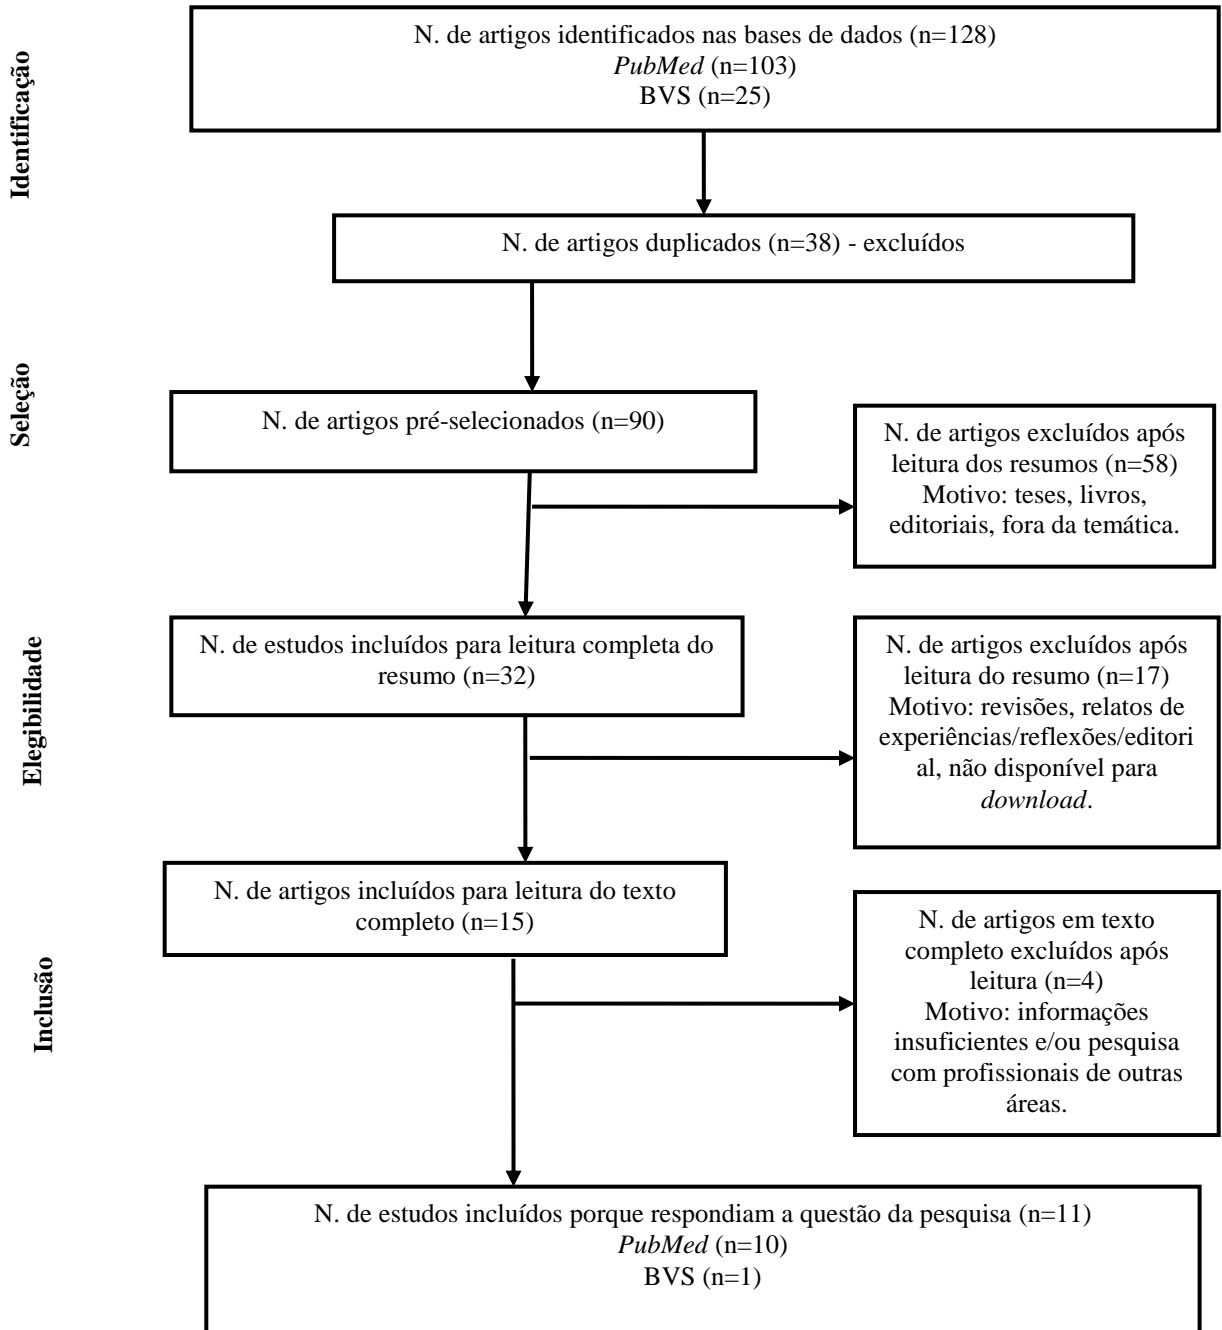 Identificação
N. de artigos identificados nas bases de dados (n=128)
PubMed (n=103)
BVS (n=25)
N. de artigos duplicados (n=38) - excluídos
Seleção
N. de artigos pré-selecionados (n=90)
N. de artigos excluídos após
leitura dos resumos (n=58)
Motivo: teses, livros,
editoriais, fora da temática.
Elegibilidade
N. de estudos incluídos para leitura completa do
resumo (n=32)
N. de artigos excluídos após
leitura do resumo (n=17)
Motivo: revisões, relatos de
experiências/reflexões/editori
al, não disponível para
download.
Inclusão
N. de artigos incluídos para leitura do texto
completo (n=15)
N. de artigos em texto
completo excluídos após
leitura (n=4)
Motivo: informações
insuficientes e/ou pesquisa
com profissionais de outras
áreas.
N. de estudos incluídos porque respondiam a questão da pesquisa (n=11)
PubMed (n=10)
BVS (n=1)